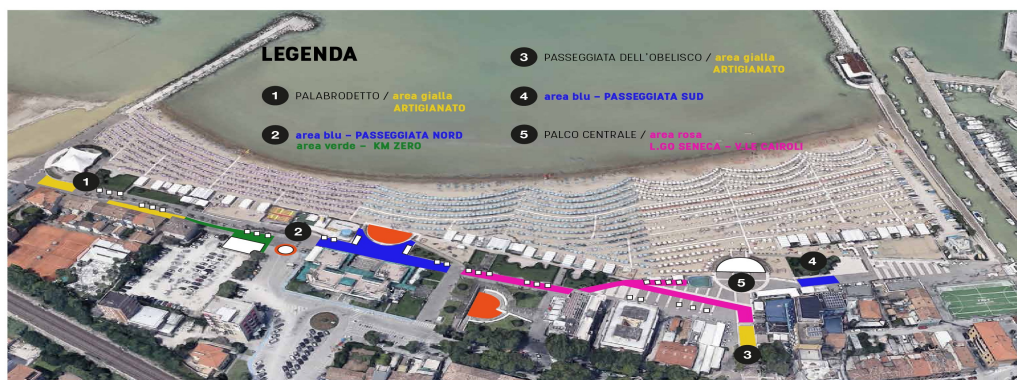 LEGENDA
1 PALABRODETTO / area gialla
ARTIGIANATO
2 area blu – PASSEGGIATA NORD
area verde – KM ZERO
3 PASSEGGIATA DELL'OBELISCO / area gialla
ARTIGIANATO
4 area blu – PASSEGGIATA SUD
5 PALCO CENTRALE / area rosa
L.GO SENECA – V.LE CAIROLI
1
2
4
5
3